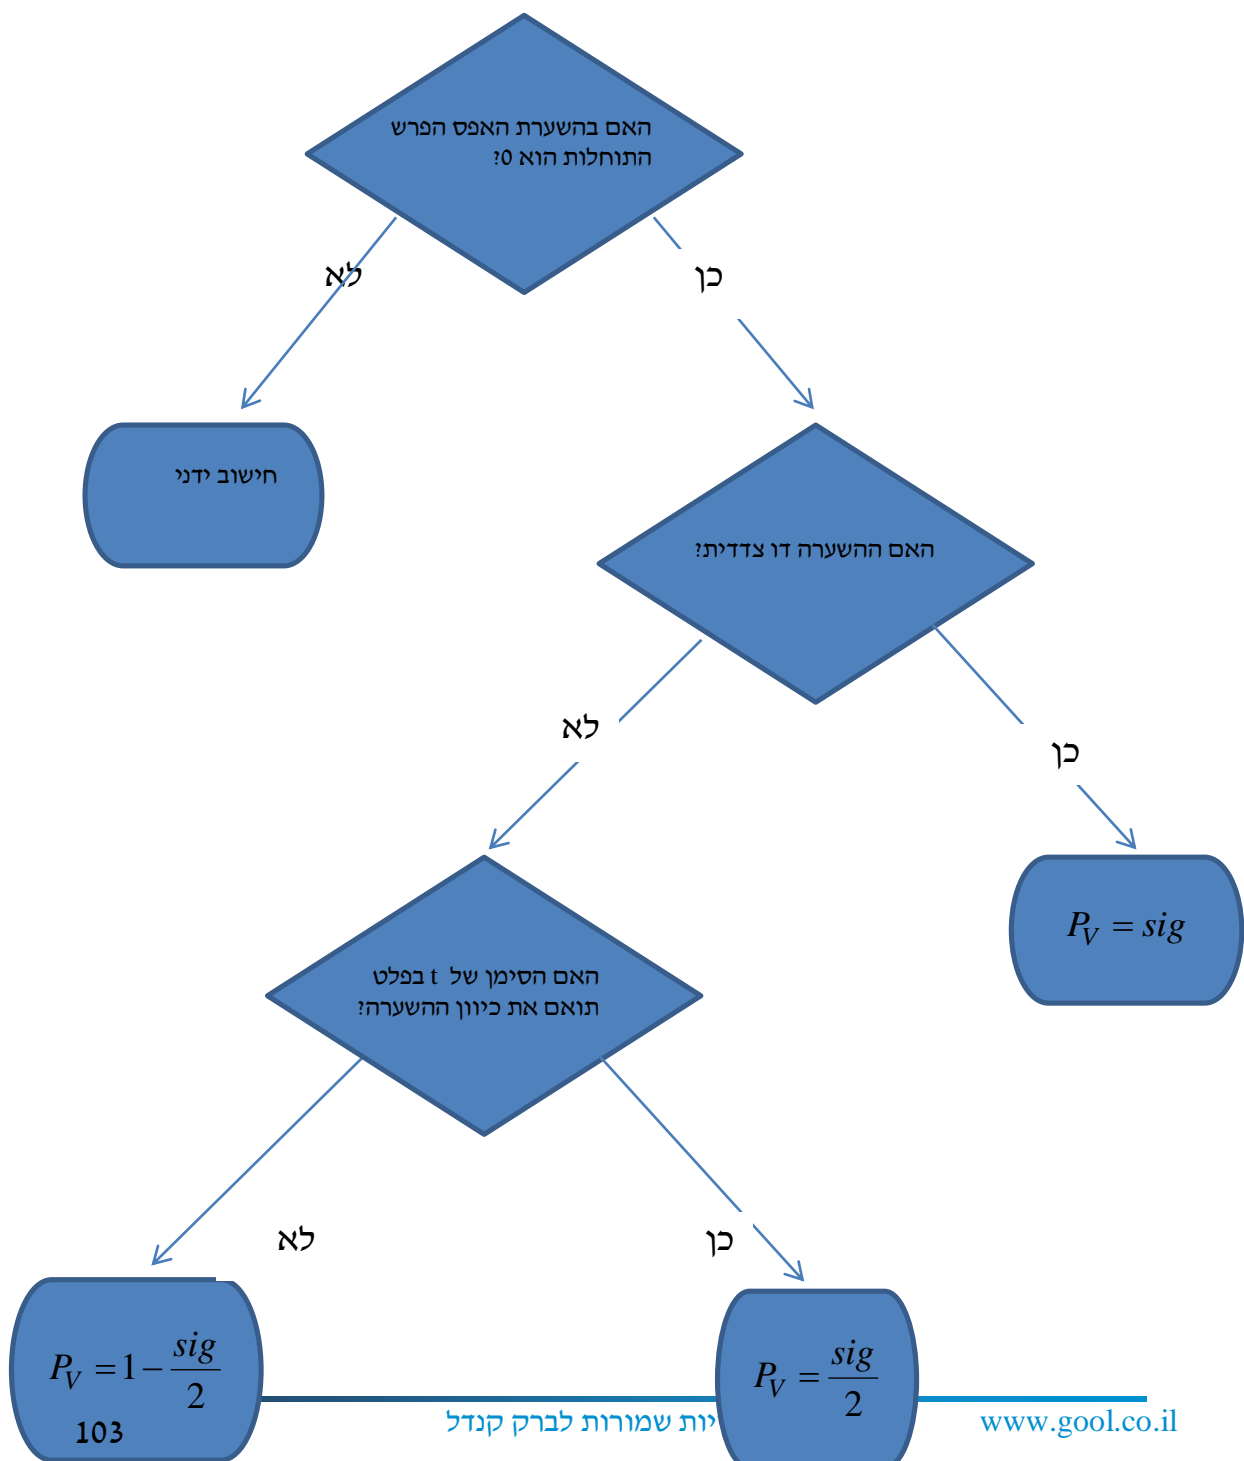 האם בהשערת האפס הפרש
התוחלות הוא 0?
לא
כן
חישוב ידני
האם ההשערה דו צדדית?
לא
כן
P_V = sig
האם הסימן של t בפלט
תואם את כיוון ההשערה?
לא
כן
P_V = 1 - sig/2
P_V = sig/2
103
יות שמורות לברק קנדל
www.gool.co.il